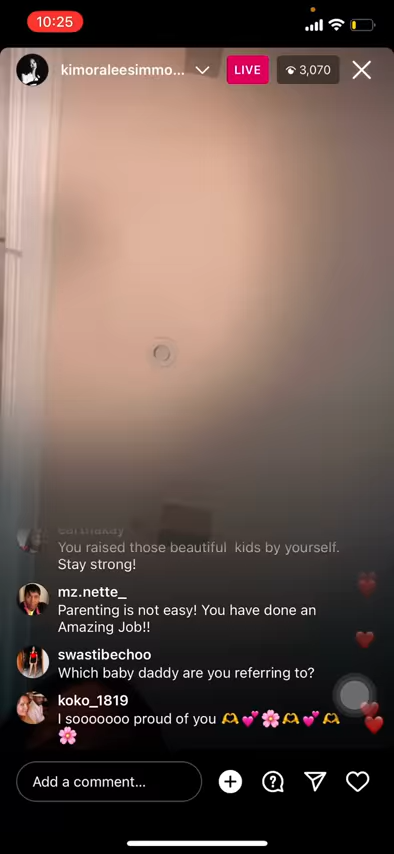 10:25
kimoraleesimmo...
LIVE
3,070
earthakay
You raised those beautiful kids by yourself.
Stay strong!
mz.nette_
Parenting is not easy! You have done an
Amazing Job!!
swastibechoo
Which baby daddy are you referring to?
koko_1819
I sooooooo proud of you 🫶💕🌸🫶💕🫶
🌸
Add a comment...